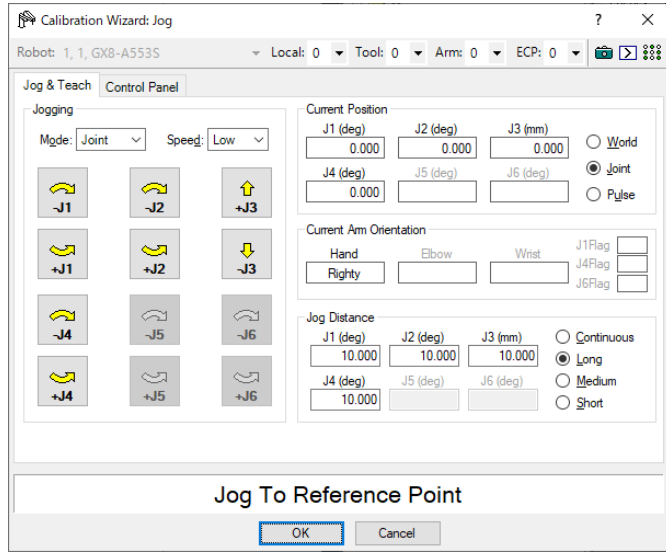 Calibration Wizard: Jog ? ×
Robot: 1, 1, GX8-A553S Local: 0 Tool: 0 Arm: 0 ECP: 0
Jog & Teach Control Panel
Jogging
Mode: Joint Speed: Low
-J1 -J2 +J3
+J1 +J2 -J3
-J4 -J5 -J6
+J4 +J5 +J6
Current Position
J1 (deg) J2 (deg) J3 (mm)
0.000 0.000 0.000
J4 (deg) J5 (deg) J6 (deg)
0.000
World
Joint
Pulse
Current Arm Orientation
Hand Elbow Wrist
Righty
J1Flag
J4Flag
J6Flag
Jog Distance
J1 (deg) J2 (deg) J3 (mm)
10.000 10.000 10.000
J4 (deg) J5 (deg) J6 (deg)
10.000
Continuous
Long
Medium
Short
Jog To Reference Point
OK Cancel